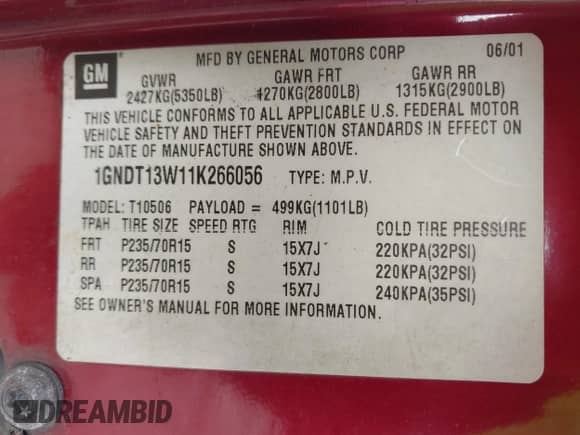 GM
MFD BY GENERAL MOTORS CORP 06/01
GVWR GAWR FRT GAWR RR
2427KG(5350LB) 1270KG(2800LB) 1315KG(2900LB)
THIS VEHICLE CONFORMS TO ALL APPLICABLE U.S. FEDERAL MOTOR
VEHICLE SAFETY AND THEFT PREVENTION STANDARDS IN EFFECT ON
THE DATE OF MANUFACTURE SHOWN ABOVE.
1GNDT13W11K266056 TYPE: M.P.V.
MODEL: T10506 PAYLOAD = 499KG(1101LB)
TPAH TIRE SIZE SPEED RTG RIM COLD TIRE PRESSURE
FRT P235/70R15 S 15X7J 220KPA(32PSI)
RR P235/70R15 S 15X7J 220KPA(32PSI)
SPA P235/70R15 S 15X7J 240KPA(35PSI)
SEE OWNER'S MANUAL FOR MORE INFORMATION.
DREAMBID